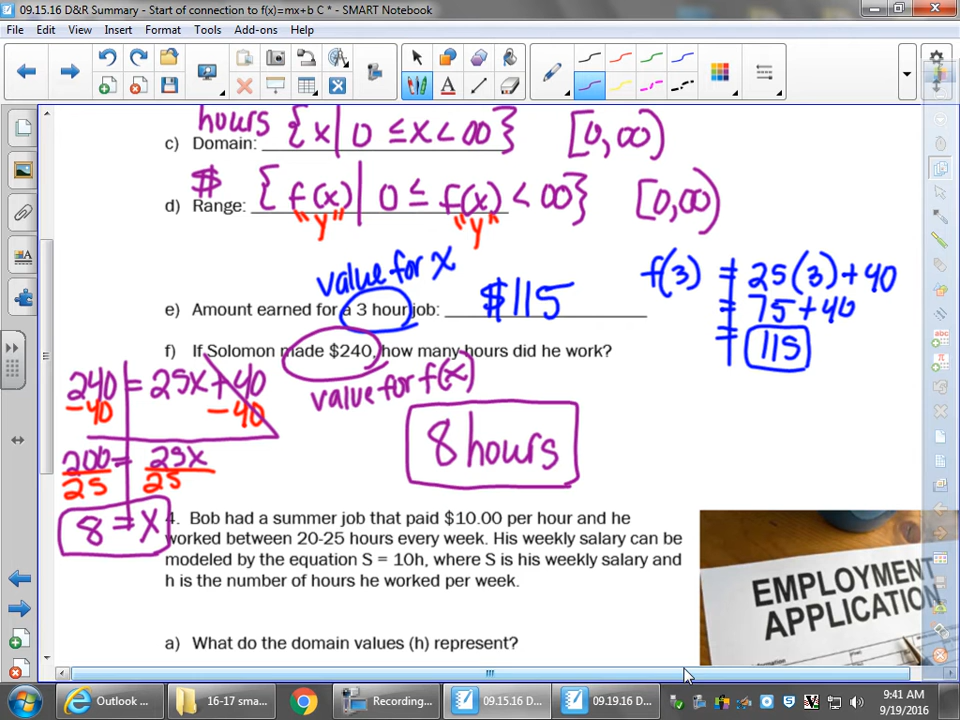 09.15.16 D&R Summary - Start of connection to f(x)=mx+b C * - SMART Notebook
File Edit View Insert Format Tools Add-ons Help
hours {x| 0 ≤ x < ∞} [0,∞)
c) Domain:
$ {f(x)| 0 ≤ f(x) < ∞} [0,∞)
d) Range:
"y" "y"
value for x
f(3) = 25(3)+40
e) Amount earned for a 3 hour job: $115
= 75+40
= 115
f) If Solomon made $240, how many hours did he work?
value for f(x)
240 = 25x+40
-40 -40
200 = 25x
25 25
8 = x
8 hours
4. Bob had a summer job that paid $10.00 per hour and he
worked between 20-25 hours every week. His weekly salary can be
modeled by the equation S = 10h, where S is his weekly salary and
h is the number of hours he worked per week.
EMPLOYMENT
APPLICATION
a) What do the domain values (h) represent?
Outlook ... 16-17 smar... Recording... 09.15.16 D... 09.19.16 D...
9:41 AM
9/19/2016